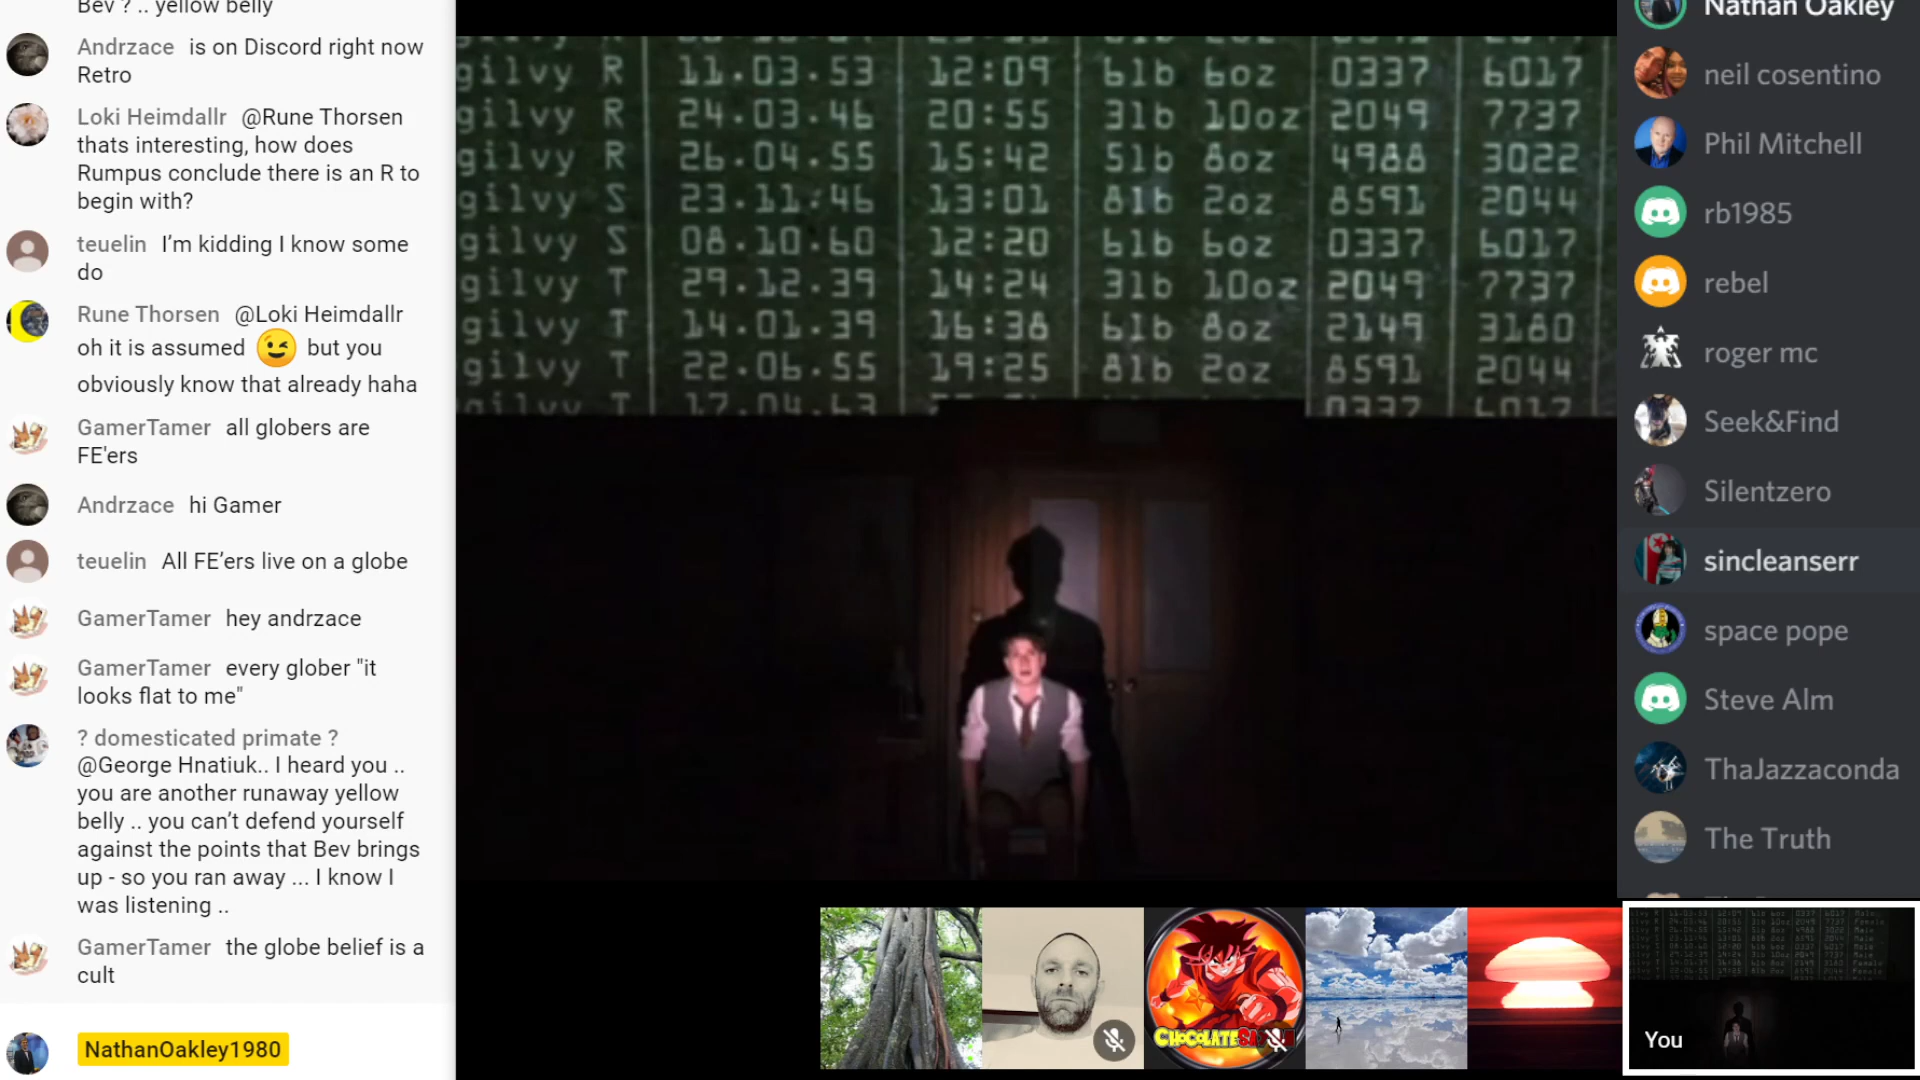 Bev ? .. yellow belly
Andrzace is on Discord right now
Retro
Loki Heimdallr @Rune Thorsen
thats interesting, how does
Rumpus conclude there is an R to
begin with?
teuelin I’m kidding I know some
do
Rune Thorsen @Loki Heimdallr
oh it is assumed 😉 but you
obviously know that already haha
GamerTamer all globers are
FE'ers
Andrzace hi Gamer
teuelin All FE’ers live on a globe
GamerTamer hey andrzace
GamerTamer every glober "it
looks flat to me"
? domesticated primate ?
@George Hnatiuk.. I heard you ..
you are another runaway yellow
belly .. you can’t defend yourself
against the points that Bev brings
up - so you ran away ... I know I
was listening ..
GamerTamer the globe belief is a
cult
NathanOakley1980
gilvy R 11.03.53 12:09 6lb 6oz 0337 6017
gilvy R 24.03.46 20:55 3lb 10oz 2049 7737
gilvy R 26.04.55 15:42 5lb 8oz 4988 3022
gilvy S 23.11:46 13:01 8lb 2oz 8591 2044
gilvy S 08.10.60 12:20 6lb 6oz 0337 6017
gilvy T 29.12.39 14:24 3lb 10oz 2049 7737
gilvy T 14.01.39 16:38 6lb 8oz 2149 3180
gilvy T 22.06.55 19:25 8lb 2oz 8591 2044
gilvy T 17.04.63 0337 6017
Nathan Oakley
neil cosentino
Phil Mitchell
rb1985
rebel
roger mc
Seek&Find
Silentzero
sincleanserr
space pope
Steve Alm
ThaJazzaconda
The Truth
You